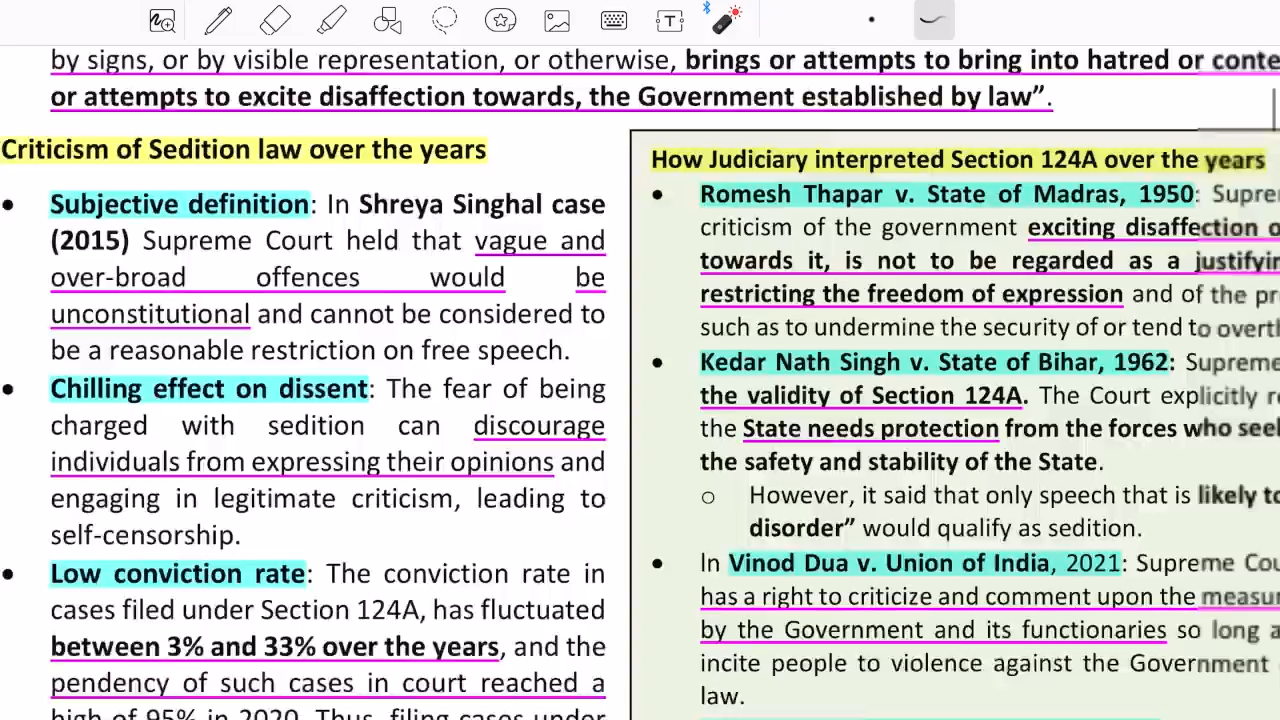 by signs, or by visible representation, or otherwise, brings or attempts to bring into hatred or
or attempts to excite disaffection towards, the Government established by law”.
Criticism of Sedition law over the years
• Subjective definition: In Shreya Singhal case
(2015) Supreme Court held that vague and
over-broad offences would be
unconstitutional and cannot be considered to
be a reasonable restriction on free speech.
• Chilling effect on dissent: The fear of being
charged with sedition can discourage
individuals from expressing their opinions and
engaging in legitimate criticism, leading to
self-censorship.
• Low conviction rate: The conviction rate in
cases filed under Section 124A, has fluctuated
between 3% and 33% over the years, and the
pendency of such cases in court reached a
high of 95% in 2020. Thus, filing cases under
How Judiciary interpreted Section 124A over the years
• Romesh Thapar v. State of Madras, 1950:
criticism of the government exciting disaffection
towards it, is not to be regarded as a
restricting the freedom of expression and of the
such as to undermine the security of or tend to
• Kedar Nath Singh v. State of Bihar, 1962: Supreme
the validity of Section 124A. The Court explicitly
the State needs protection from the forces who
the safety and stability of the State.
o However, it said that only speech that is likely to
disorder” would qualify as sedition.
• In Vinod Dua v. Union of India, 2021: Supreme
has a right to criticize and comment upon the
by the Government and its functionaries so long
incite people to violence against the Government
law.